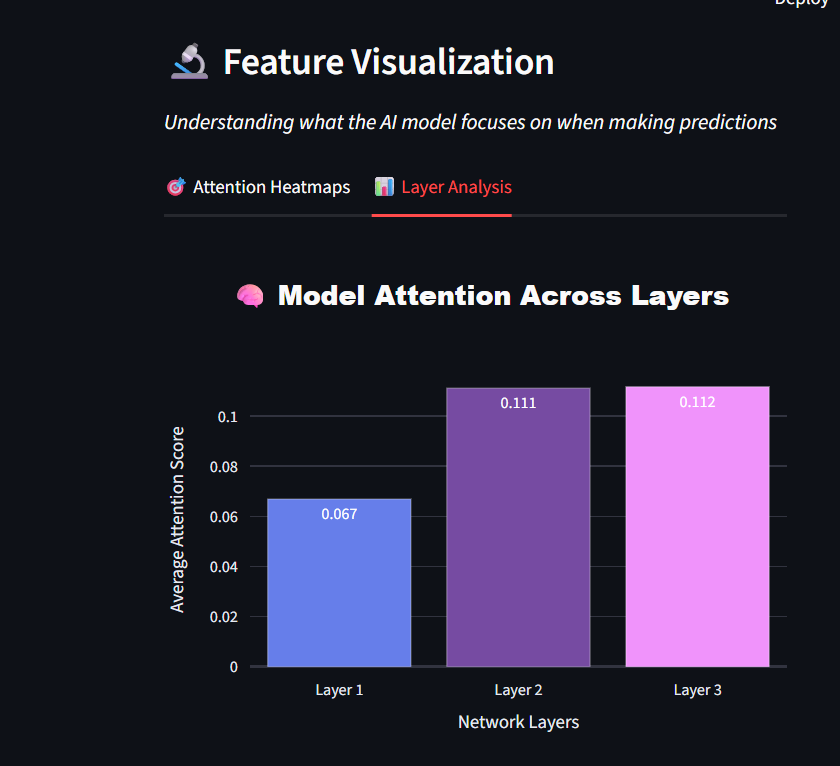 Deploy
Feature Visualization
Understanding what the AI model focuses on when making predictions
Attention Heatmaps
Layer Analysis
Model Attention Across Layers
0.1
0.08
0.06
0.04
0.02
0
Average Attention Score
0.067
0.111
0.112
Layer 1
Layer 2
Layer 3
Network Layers